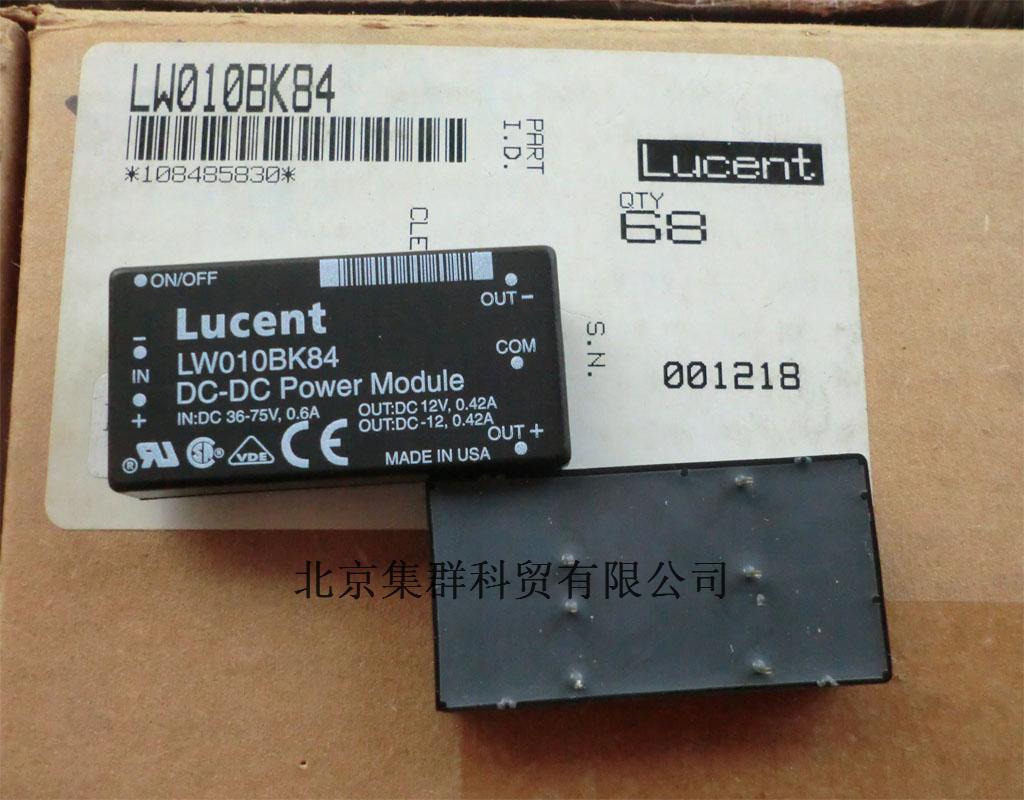 LW010BK84
*108485830*
PART
I.D.
Lucent
QTY
68
CLE
S.N.
001218
ON/OFF
OUT −
Lucent
COM
− IN +
LW010BK84
DC-DC Power Module
IN:DC 36-75V, 0.6A
OUT:DC 12V, 0.42A
OUT:DC -12, 0.42A
OUT +
VDE
CE
MADE IN USA
北京集群科贸有限公司